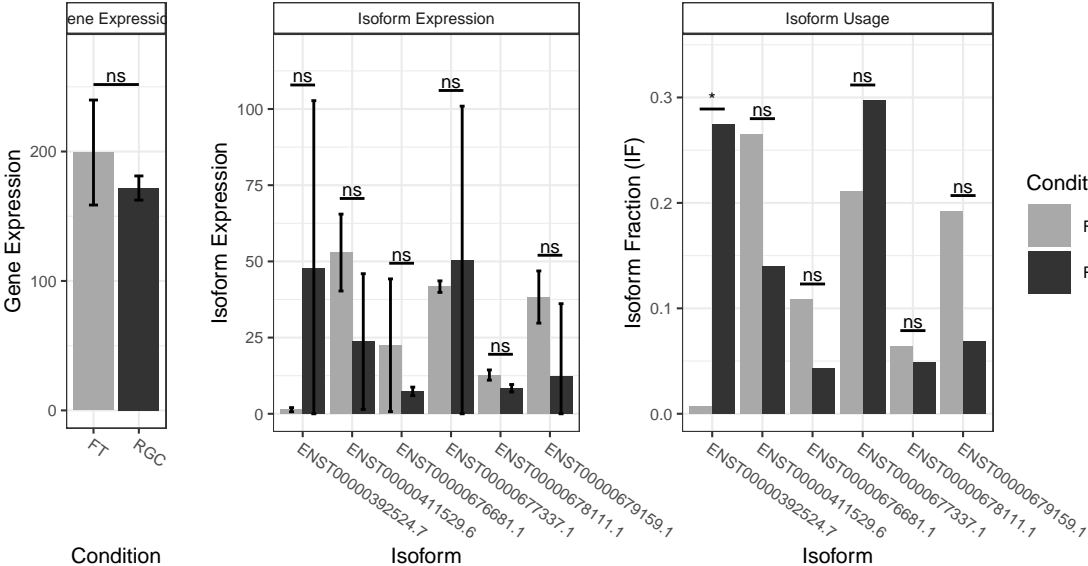 ene Expressio
Gene Expression
200
100
0
ns
FT
RGC
Condition
Isoform Expression
Isoform Expression
100
75
50
25
0
ns
ns
ns
ns
ns
ns
ENST00000392524.7
ENST00000411529.6
ENST00000676681.1
ENST00000677337.1
ENST00000678111.1
ENST00000679159.1
Isoform
Isoform Usage
Isoform Fraction (IF)
0.3
0.2
0.1
0.0
*
ns
ns
ns
ns
ns
ENST00000392524.7
ENST00000411529.6
ENST00000676681.1
ENST00000677337.1
ENST00000678111.1
ENST00000679159.1
Isoform
Condit